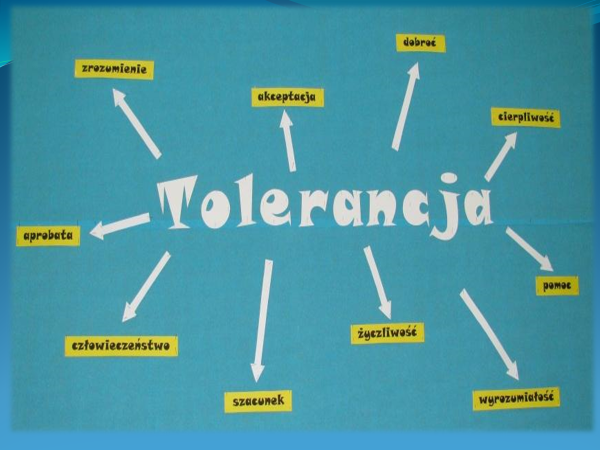 dobroć
zrozumienie
akceptacja
cierpliwość
Tolerancja
aprobata
pomoc
życzliwość
człowieczeństwo
szacunek
wyrozumiałość